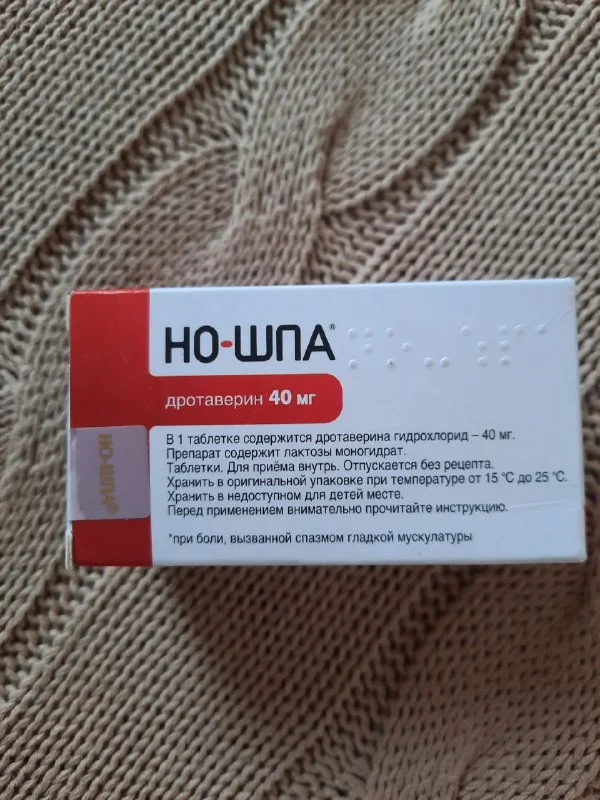 НО-ШПА®
дротаверин 40 мг
В 1 таблетке содержится дротаверина гидрохлорид – 40 мг.
Препарат содержит лактозы моногидрат.
Таблетки. Для приёма внутрь. Отпускается без рецепта.
Хранить в оригинальной упаковке при температуре от 15 °C до 25 °C.
Хранить в недоступном для детей месте.
Перед применением внимательно прочитайте инструкцию.
*при боли, вызванной спазмом гладкой мускулатуры
НО-ШПА®